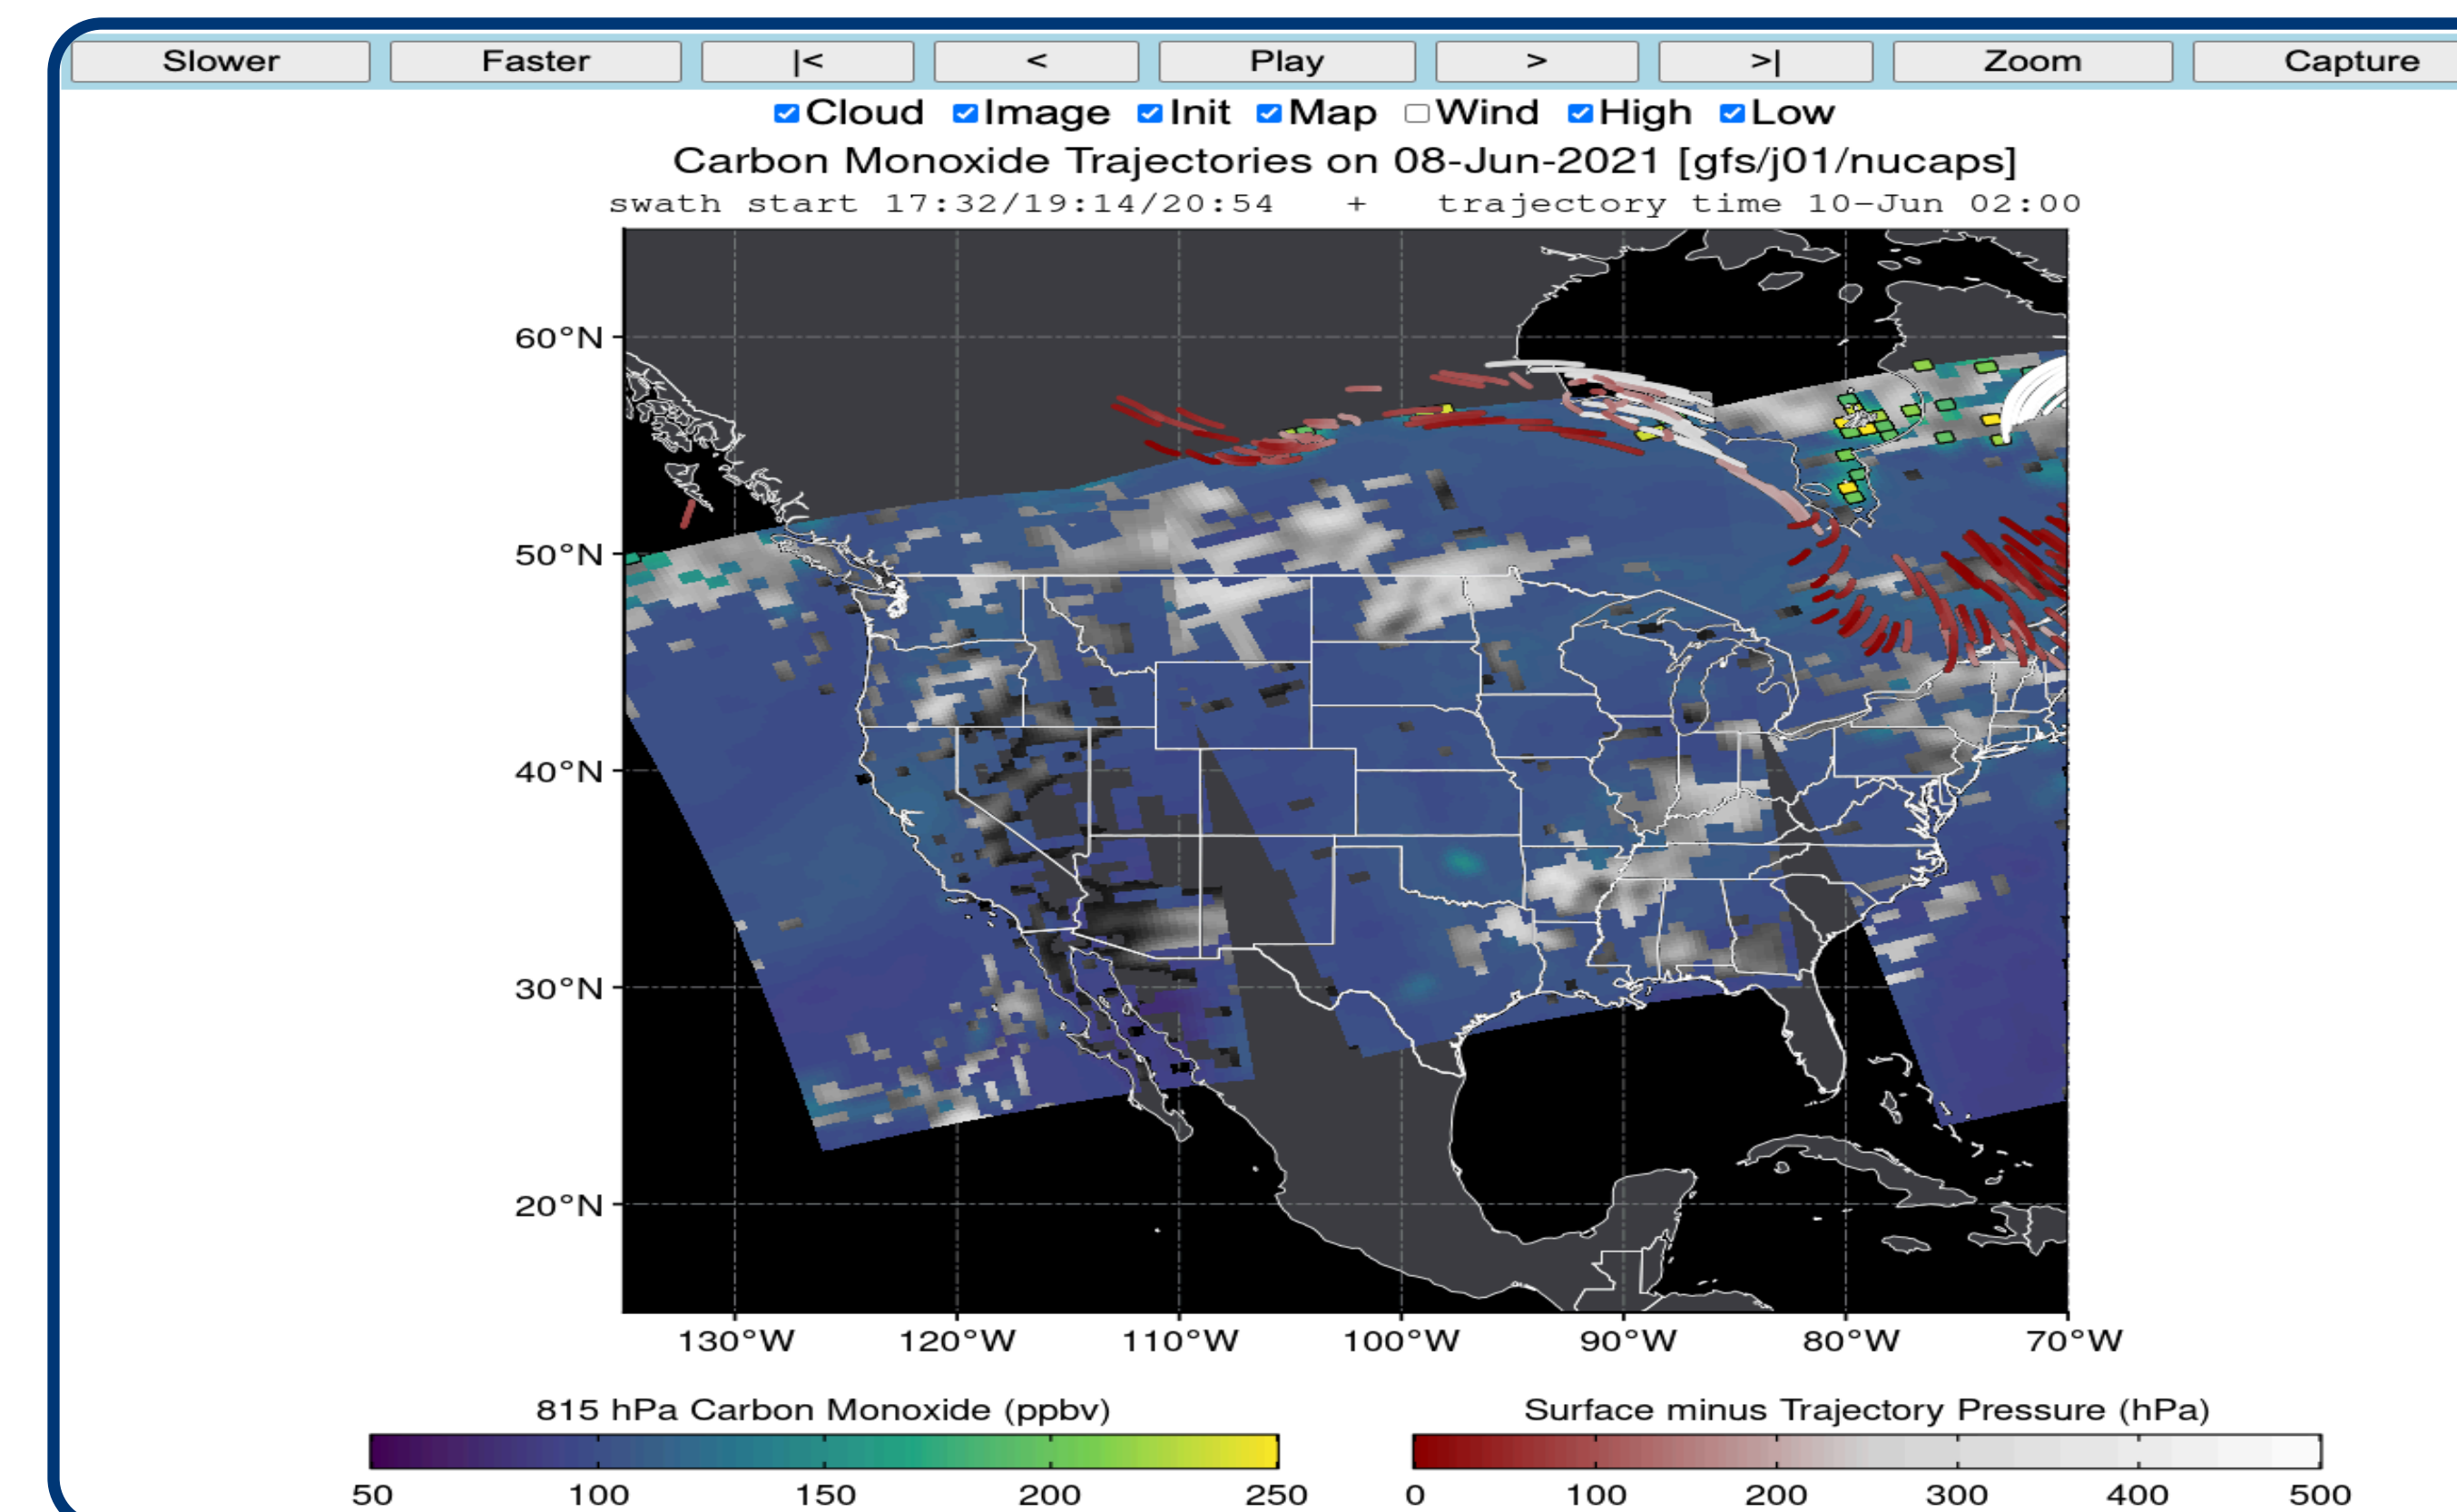 Slower Faster |< < Play > >| Zoom Capture
Cloud Image Init Map Wind High Low
Carbon Monoxide Trajectories on 08-Jun-2021 [gfs/j01/nucaps]
swath start 17:32/19:14/20:54 + trajectory time 10-Jun 02:00
60°N
50°N
40°N
30°N
20°N
130°W 120°W 110°W 100°W 90°W 80°W 70°W
815 hPa Carbon Monoxide (ppbv)
50 100 150 200 250
Surface minus Trajectory Pressure (hPa)
0 100 200 300 400 500